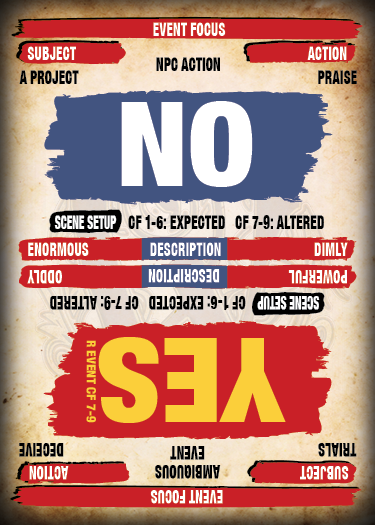 EVENT FOCUS
SUBJECT NPC ACTION ACTION
A PROJECT PRAISE
NO
SCENE SETUP CF 1-6: EXPECTED CF 7-9: ALTERED
ENORMOUS DESCRIPTION DIMLY
EVENT FOCUS
SUBJECT AMBIGUOUS EVENT ACTION
TRIALS DECEIVE
YES
R EVENT CF 7-9
SCENE SETUP CF 1-6: EXPECTED CF 7-9: ALTERED
POWERFUL DESCRIPTION ODDLY